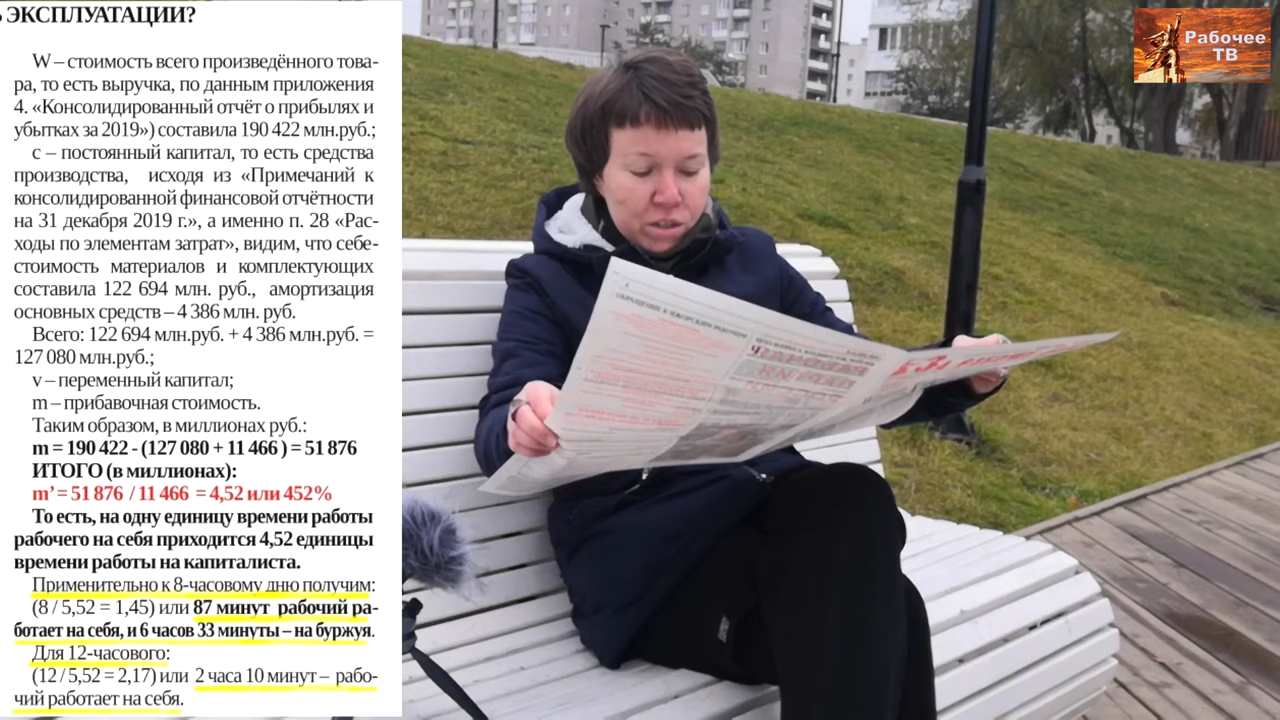 Ь ЭКСПЛУАТАЦИИ?
W – стоимость всего произведённого това-
ра, то есть выручка, по данным приложения
4. «Консолидированный отчёт о прибылях и
убытках за 2019») составила 190 422 млн.руб.;
с – постоянный капитал, то есть средства
производства, исходя из «Примечаний к
консолидированной финансовой отчётности
на 31 декабря 2019 г.», а именно п. 28 «Рас-
ходы по элементам затрат», видим, что себе-
стоимость материалов и комплектующих
составила 122 694 млн. руб., амортизация
основных средств – 4 386 млн. руб.
Всего: 122 694 млн.руб. + 4 386 млн.руб. =
127 080 млн.руб.;
v – переменный капитал;
m – прибавочная стоимость.
Таким образом, в миллионах руб.:
m = 190 422 - (127 080 + 11 466 ) = 51 876
ИТОГО (в миллионах):
m’ = 51 876 / 11 466 = 4,52 или 452%
То есть, на одну единицу времени работы
рабочего на себя приходится 4,52 единицы
времени работы на капиталиста.
Применительно к 8-часовому дню получим:
(8 / 5,52 = 1,45) или 87 минут рабочий ра-
ботает на себя, и 6 часов 33 минуты – на буржуя.
Для 12-часового:
(12 / 5,52 = 2,17) или 2 часа 10 минут – рабо-
чий работает на себя.
Рабочее
ТВ
ОБРАЩЕНИЕ К ИЖОРСКИМ РАБОЧИМ